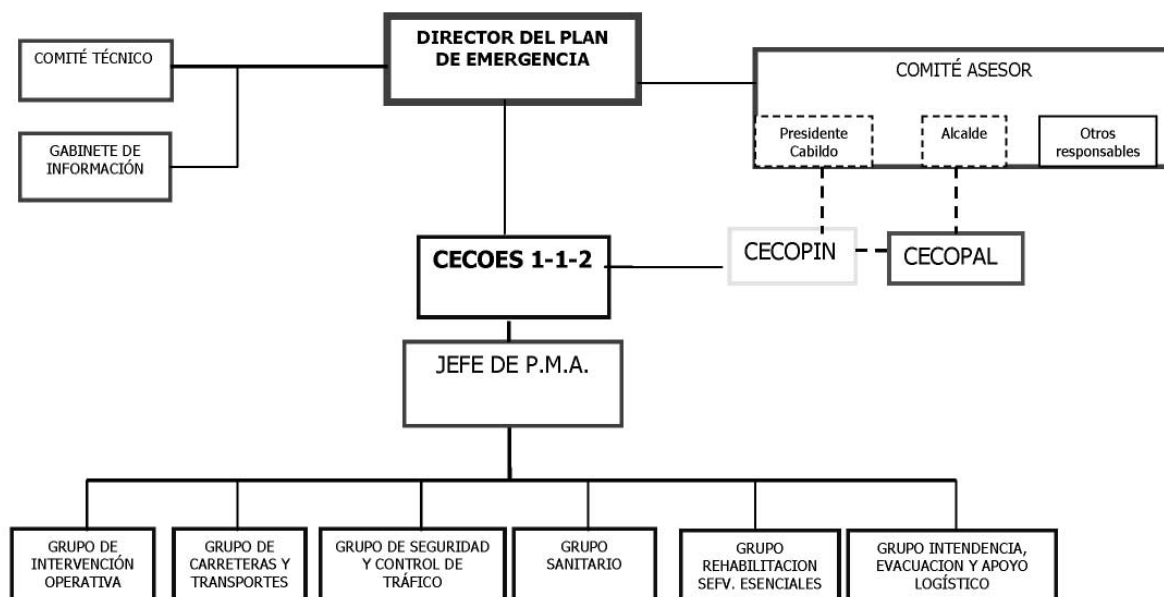 DIRECTOR DEL PLAN
DE EMERGENCIA
COMITÉ TÉCNICO
GABINETE DE
INFORMACIÓN
COMITÉ ASESOR
Presidente
Cabildo
Alcalde
Otros
responsables
CECOES 1-1-2
CECOPIN
CECOPAL
JEFE DE P.M.A.
GRUPO DE
INTERVENCIÓN
OPERATIVA
GRUPO DE
CARRETERAS Y
TRANSPORTES
GRUPO DE SEGURIDAD
Y CONTROL DE
TRÁFICO
GRUPO
SANITARIO
GRUPO
REHABILITACION
SEFV. ESENCIALES
GRUPO INTENDENCIA,
EVACUACION Y APOYO
LOGÍSTICO